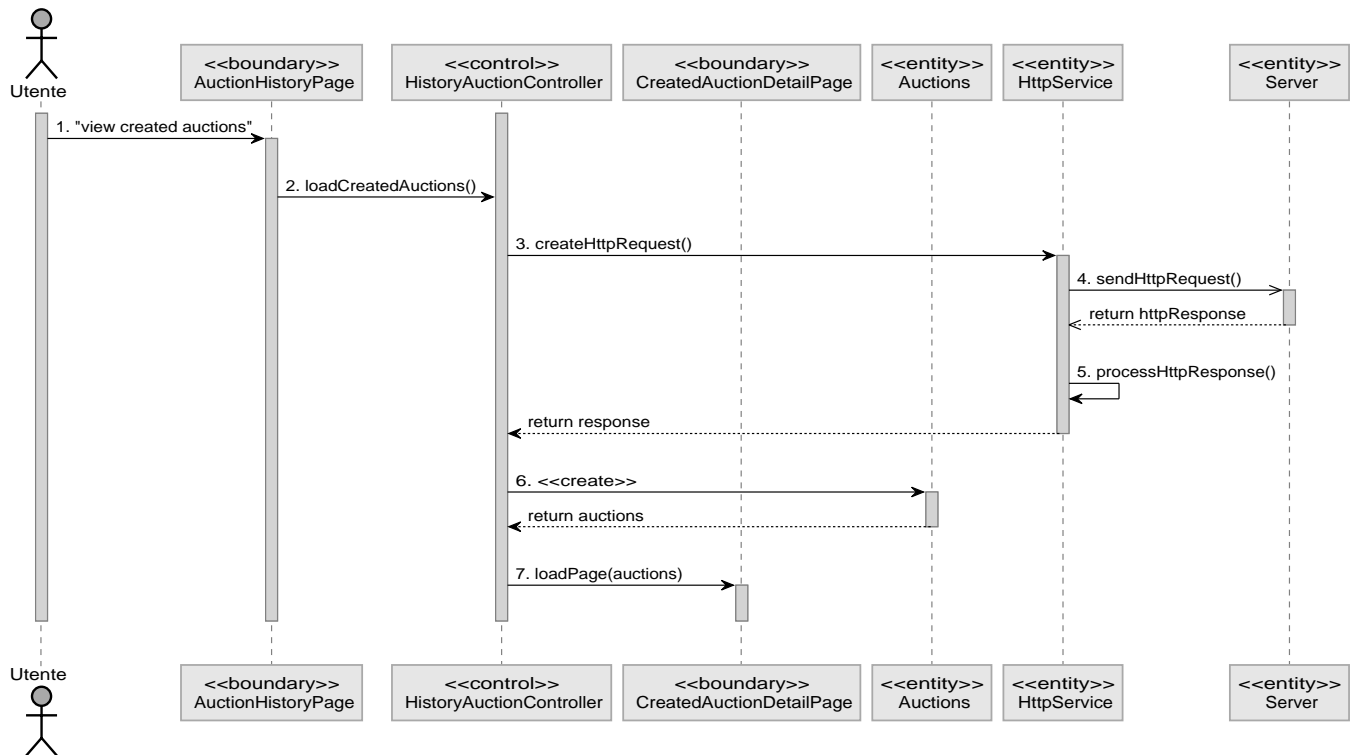 Utente
<<boundary>>
AuctionHistoryPage
<<control>>
HistoryAuctionController
<<boundary>>
CreatedAuctionDetailPage
<<entity>>
Auctions
<<entity>>
HttpService
<<entity>>
Server
1. "view created auctions"
2. loadCreatedAuctions()
3. createHttpRequest()
4. sendHttpRequest()
return httpResponse
5. processHttpResponse()
return response
6. <<create>>
return auctions
7. loadPage(auctions)
Utente
<<boundary>>
AuctionHistoryPage
<<control>>
HistoryAuctionController
<<boundary>>
CreatedAuctionDetailPage
<<entity>>
Auctions
<<entity>>
HttpService
<<entity>>
Server